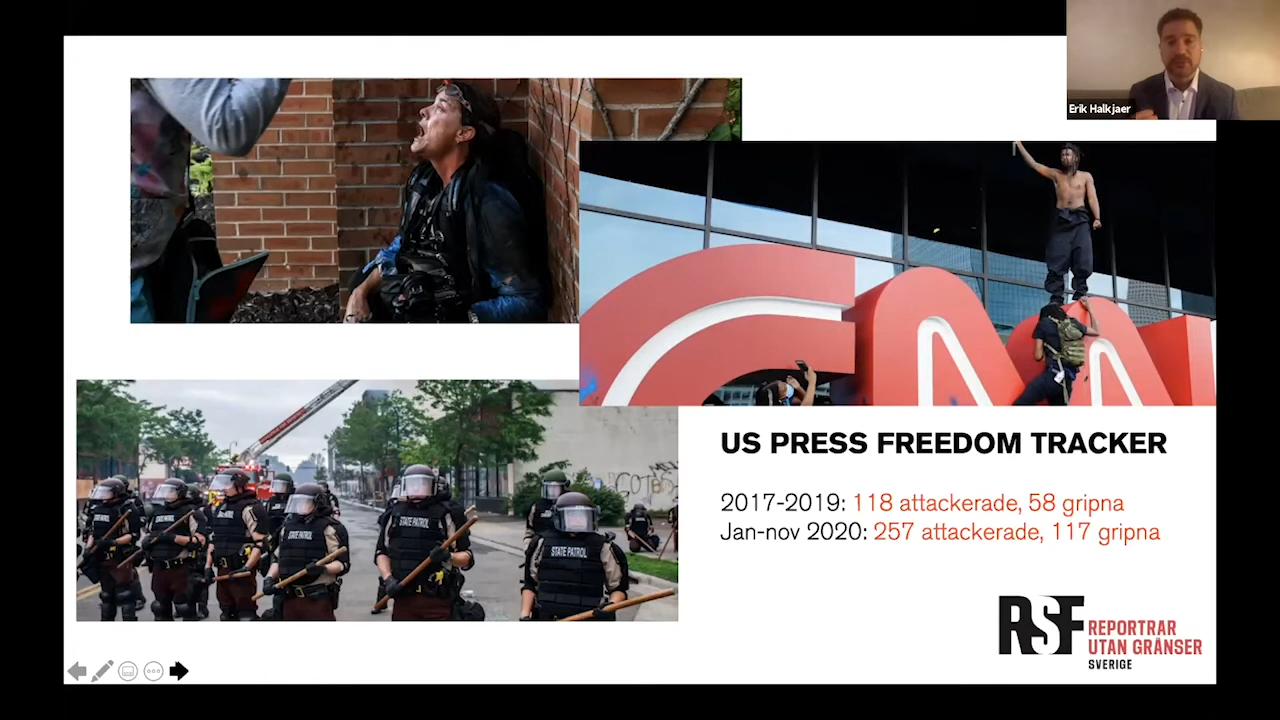 Erik Halkjaer
CNN
US PRESS FREEDOM TRACKER
2017-2019: 118 attackerade, 58 gripna
Jan-nov 2020: 257 attackerade, 117 gripna
STATE PATROL
STATE PATROL
STATE PATROL
STATE PATROL
RSF
REPORTRAR
UTAN GRÄNSER
SVERIGE